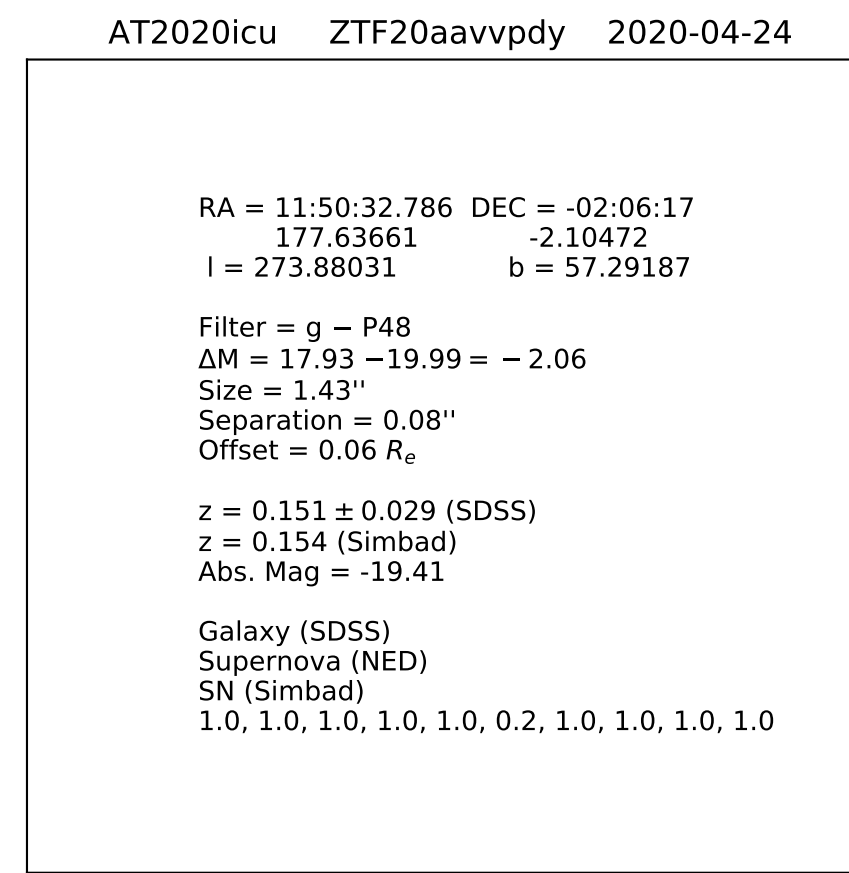 AT2020icu ZTF20aavvpdy 2020-04-24
RA = 11:50:32.786 DEC = -02:06:17
177.63661 -2.10472
l = 273.88031 b = 57.29187
Filter = g − P48
ΔM = 17.93 −19.99 = − 2.06
Size = 1.43''
Separation = 0.08''
Offset = 0.06 Rₑ
z = 0.151 ± 0.029 (SDSS)
z = 0.154 (Simbad)
Abs. Mag = -19.41
Galaxy (SDSS)
Supernova (NED)
SN (Simbad)
1.0, 1.0, 1.0, 1.0, 1.0, 0.2, 1.0, 1.0, 1.0, 1.0